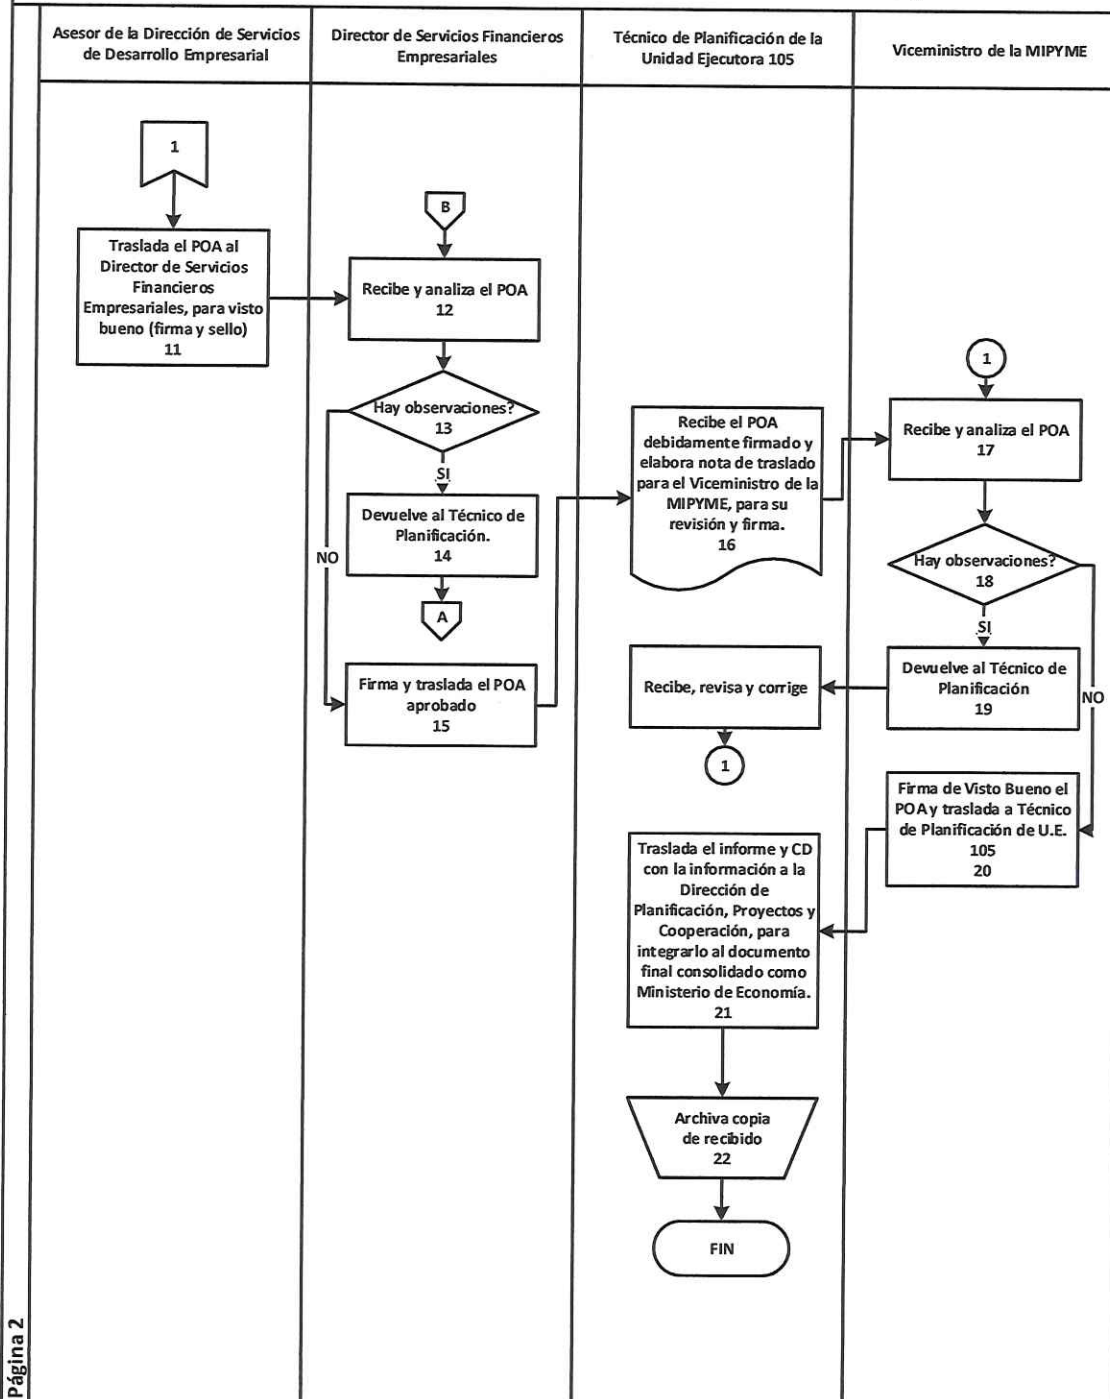 Asesor de la Dirección de Servicios
de Desarrollo Empresarial
Director de Servicios Financieros
Empresariales
Técnico de Planificación de la
Unidad Ejecutora 105
Viceministro de la MIPYME
1
Traslada el POA al
Director de Servicios
Financieros
Empresariales, para visto
bueno (firma y sello)
11
B
Recibe y analiza el POA
12
Hay observaciones?
13
SI
NO
Devuelve al Técnico de
Planificación.
14
A
Firma y traslada el POA
aprobado
15
Recibe el POA
debidamente firmado y
elabora nota de traslado
para el Viceministro de la
MIPYME, para su
revisión y firma.
16
1
Recibe y analiza el POA
17
Hay observaciones?
18
SI
NO
Devuelve al Técnico de
Planificación
19
Recibe, revisa y corrige
1
Firma de Visto Bueno el
POA y traslada a Técnico
de Planificación de U.E.
105
20
Traslada el informe y CD
con la información a la
Dirección de
Planificación, Proyectos y
Cooperación, para
integrarlo al documento
final consolidado como
Ministerio de Economía.
21
Archiva copia
de recibido
22
FIN
Página 2